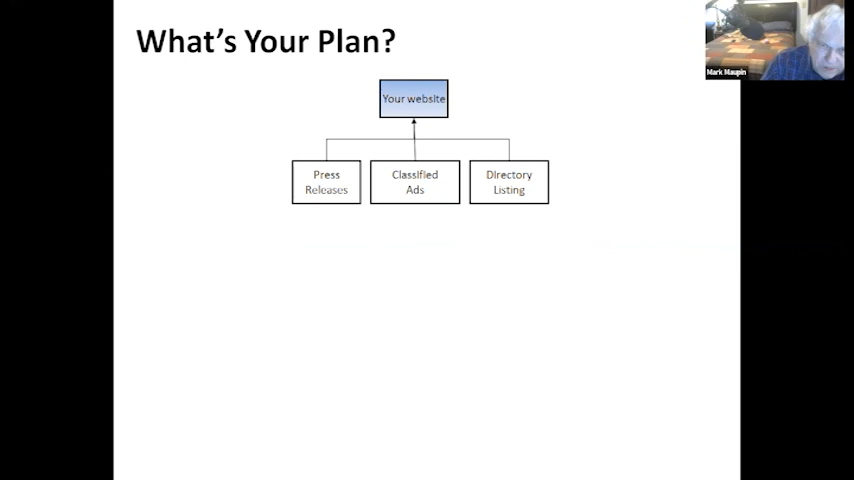 What's Your Plan?
Mark Maupin
Your website
Press
Releases
Classified
Ads
Directory
Listing